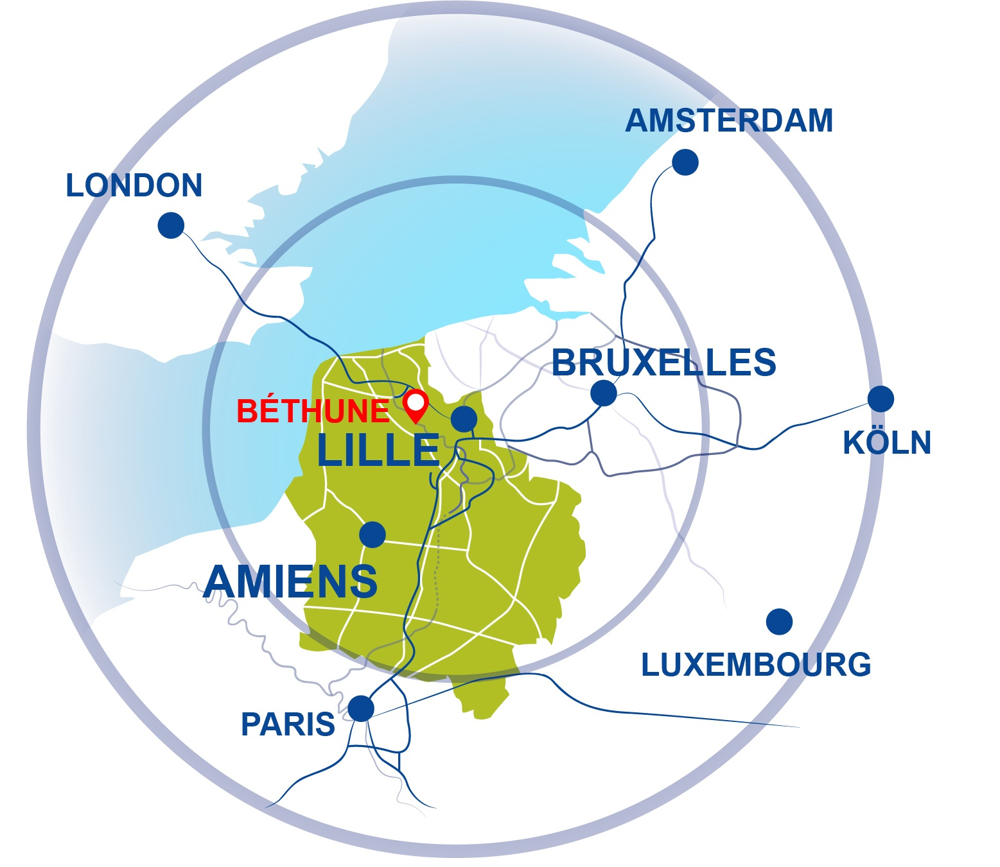 AMSTERDAM
LONDON
BRUXELLES
BÉTHUNE
LILLE
KÖLN
AMIENS
LUXEMBOURG
PARIS